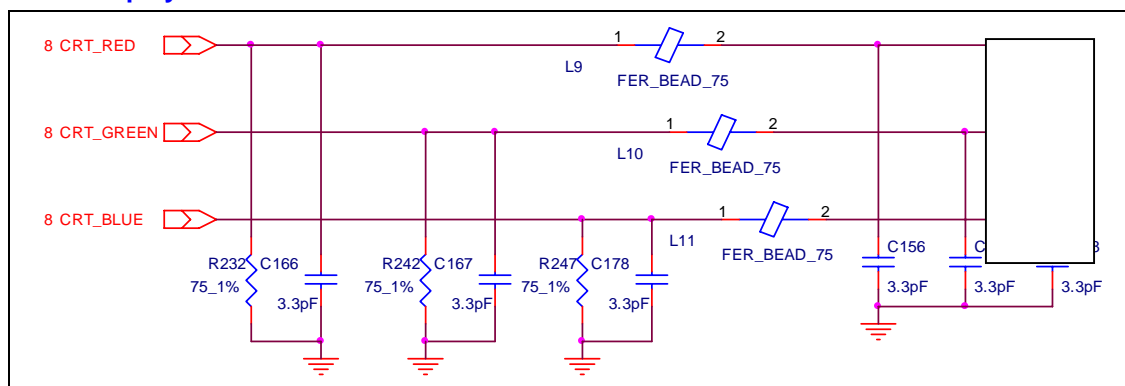 8 CRT_RED
1
2
L9
FER_BEAD_75
8 CRT_GREEN
1
2
L10
FER_BEAD_75
8 CRT_BLUE
1
2
L11
FER_BEAD_75
R232
75_1%
C166
3.3pF
R242
75_1%
C167
3.3pF
R247
75_1%
C178
3.3pF
C156
3.3pF
3.3pF
3.3pF